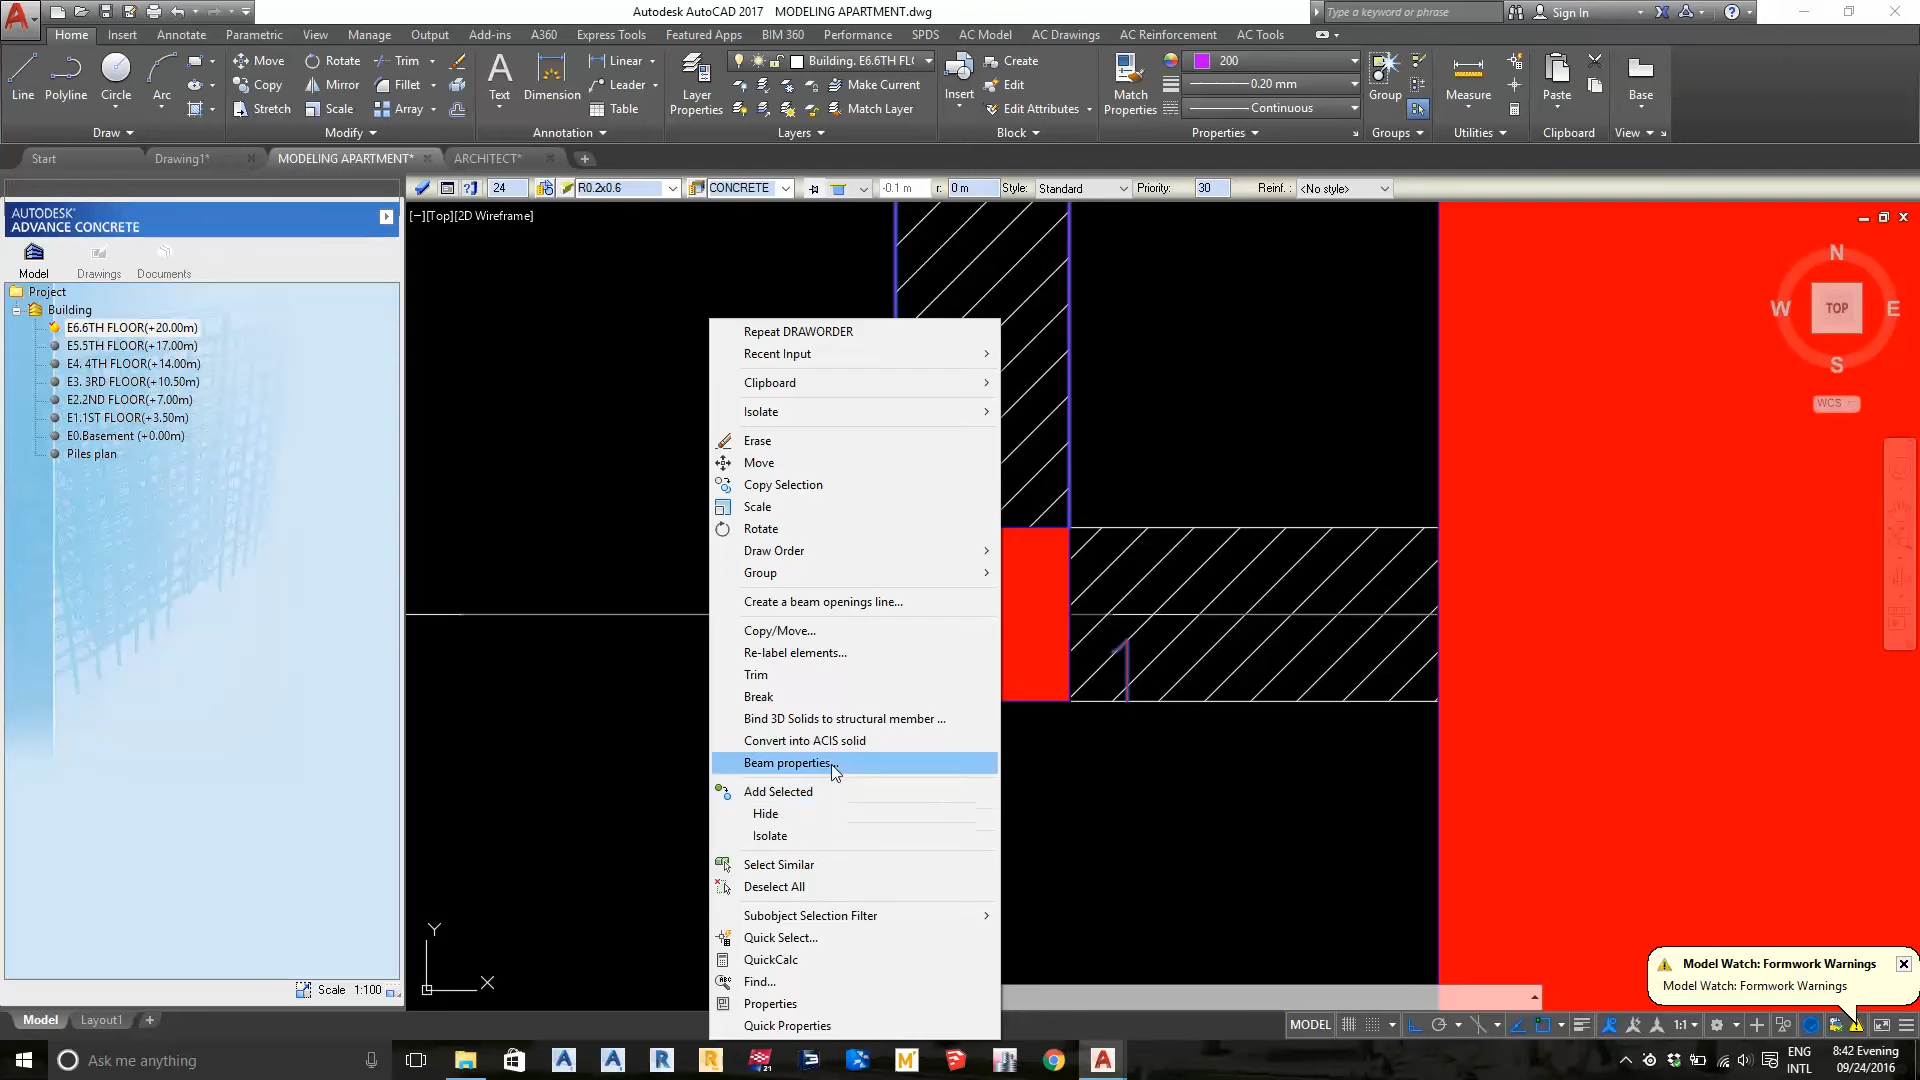 Autodesk AutoCAD 2017    MODELING APARTMENT.dwg
Type a keyword or phrase
Sign In
Home Insert Annotate Parametric View Manage Output Add-ins A360 Express Tools Featured Apps BIM 360 Performance SPDS AC Model AC Drawings AC Reinforcement AC Tools
Line
Polyline
Circle
Arc
Draw
Move Rotate Trim
Copy Mirror Fillet
Stretch Scale Array
Modify
Text
Dimension
Linear
Leader
Table
Annotation
Layer
Properties
Building. E6.6TH FL
Make Current
Match Layer
Layers
Insert
Create
Edit
Edit Attributes
Block
Match
Properties
200
0.20 mm
Continuous
Properties
Group
Groups
Measure
Utilities
Paste
Clipboard
Base
View
Start
Drawing1*
MODELING APARTMENT*
ARCHITECT*
24
R0.2x0.6
CONCRETE
-0.1 m
r: 0 m
Style: Standard
Priority: 30
Reinf. : <No style>
AUTODESK®
ADVANCE CONCRETE
Model Drawings Documents
Project
Building
E6.6TH FLOOR(+20.00m)
E5.5TH FLOOR(+17.00m)
E4. 4TH FLOOR(+14.00m)
E3. 3RD FLOOR(+10.50m)
E2.2ND FLOOR(+7.00m)
E1.1ST FLOOR(+3.50m)
E0.Basement (+0.00m)
Piles plan
Scale 1:100
[−][Top][2D Wireframe]
N
W TOP E
S
WCS
1
Y
X
Repeat DRAWORDER
Recent Input
Clipboard
Isolate
Erase
Move
Copy Selection
Scale
Rotate
Draw Order
Group
Create a beam openings line...
Copy/Move...
Re-label elements...
Trim
Break
Bind 3D Solids to structural member ...
Convert into ACIS solid
Beam properties...
Add Selected
Hide
Isolate
Select Similar
Deselect All
Subobject Selection Filter
Quick Select...
QuickCalc
Find...
Properties
Quick Properties
Model Watch: Formwork Warnings
Model Watch: Formwork Warnings
Model Layout1
MODEL
1:1
Ask me anything
21
ENG
INTL
8:42 Evening
09/24/2016